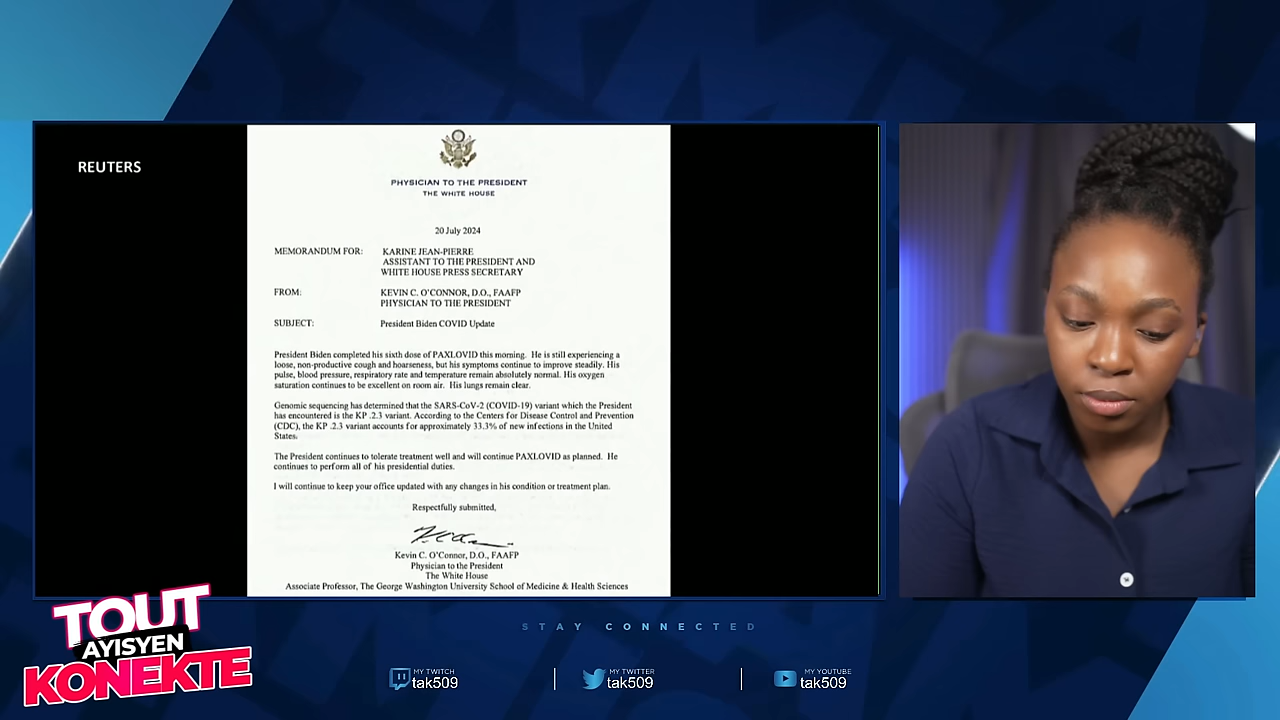 REUTERS
PHYSICIAN TO THE PRESIDENT
THE WHITE HOUSE
20 July 2024
MEMORANDUM FOR: KARINE JEAN-PIERRE
ASSISTANT TO THE PRESIDENT AND
WHITE HOUSE PRESS SECRETARY
FROM: KEVIN C. O'CONNOR, D.O., FAAFP
PHYSICIAN TO THE PRESIDENT
SUBJECT: President Biden COVID Update
President Biden completed his sixth dose of PAXLOVID this morning. He is still experiencing a
loose, non-productive cough and hoarseness, but his symptoms continue to improve steadily. His
pulse, blood pressure, respiratory rate and temperature remain absolutely normal. His oxygen
saturation continues to be excellent on room air. His lungs remain clear.
Genomic sequencing has determined that the SARS-CoV-2 (COVID-19) variant which the President
has encountered is the KP .2.3 variant. According to the Centers for Disease Control and Prevention
(CDC), the KP .2.3 variant accounts for approximately 33.3% of new infections in the United
States.
The President continues to tolerate treatment well and will continue PAXLOVID as planned. He
continues to perform all of his presidential duties.
I will continue to keep your office updated with any changes in his condition or treatment plan.
Respectfully submitted,
Kevin C. O'Connor, D.O., FAAFP
Physician to the President
The White House
Associate Professor, The George Washington University School of Medicine & Health Sciences
TOUT
AYISYEN
KONEKTE
STAY CONNECTED
MY TWITCH
tak509
MY TWITTER
tak509
MY YOUTUBE
tak509